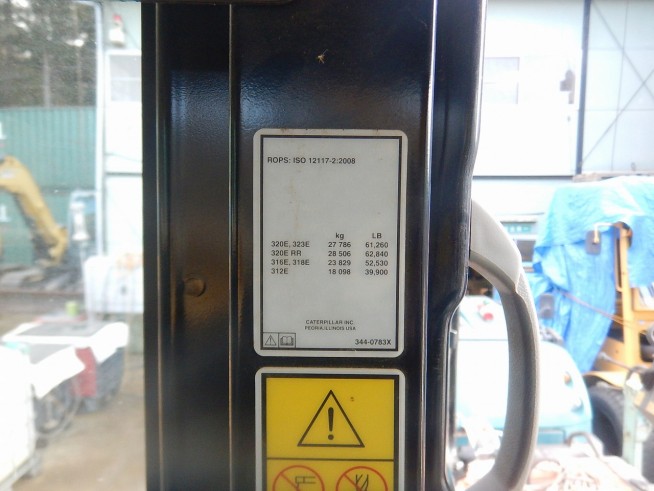 ROPS: ISO 12117-2:2008
kg LB
320E, 323E 27 786 61,260
320E RR 28 506 62,840
316E, 318E 23 829 52,530
312E 18 098 39,900
CATERPILLAR INC.
PEORIA, ILLINOIS USA
344-0783X